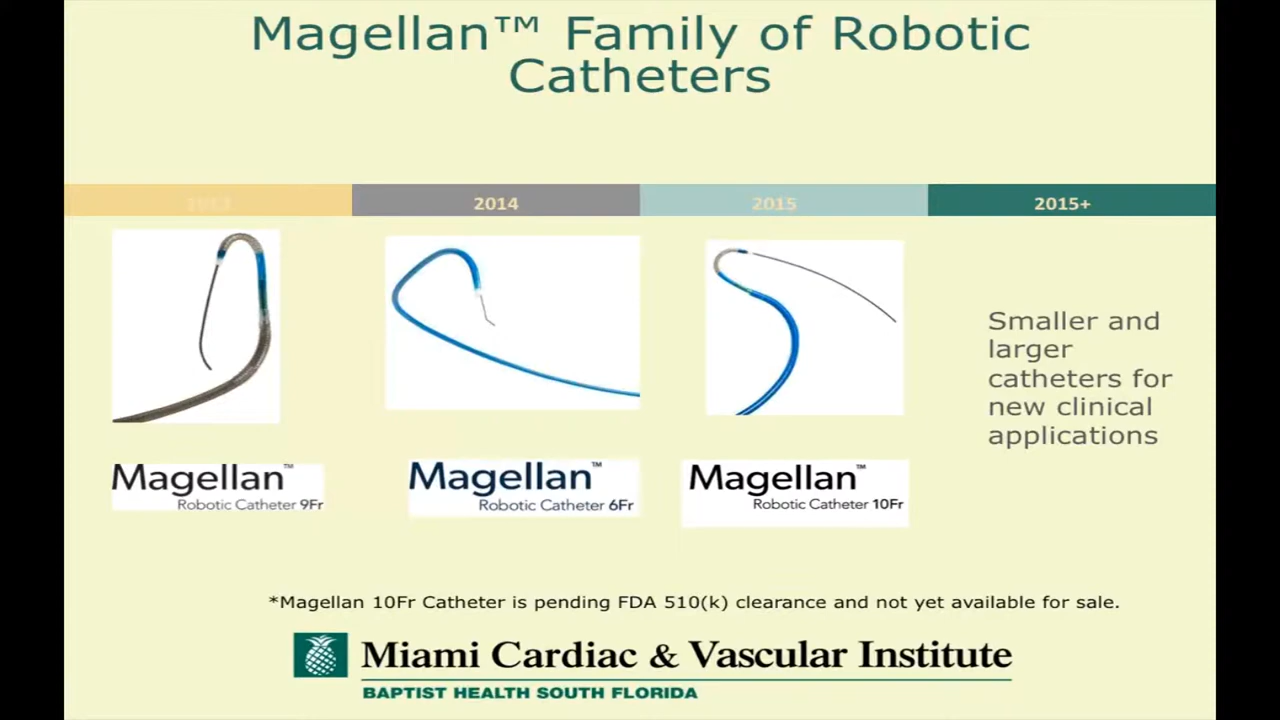 Magellan™ Family of Robotic
Catheters
2014
2015
2015+
Smaller and
larger
catheters for
new clinical
applications
Magellan™
Robotic Catheter 9Fr
Magellan™
Robotic Catheter 6Fr
Magellan™
Robotic Catheter 10Fr
*Magellan 10Fr Catheter is pending FDA 510(k) clearance and not yet available for sale.
Miami Cardiac & Vascular Institute
BAPTIST HEALTH SOUTH FLORIDA